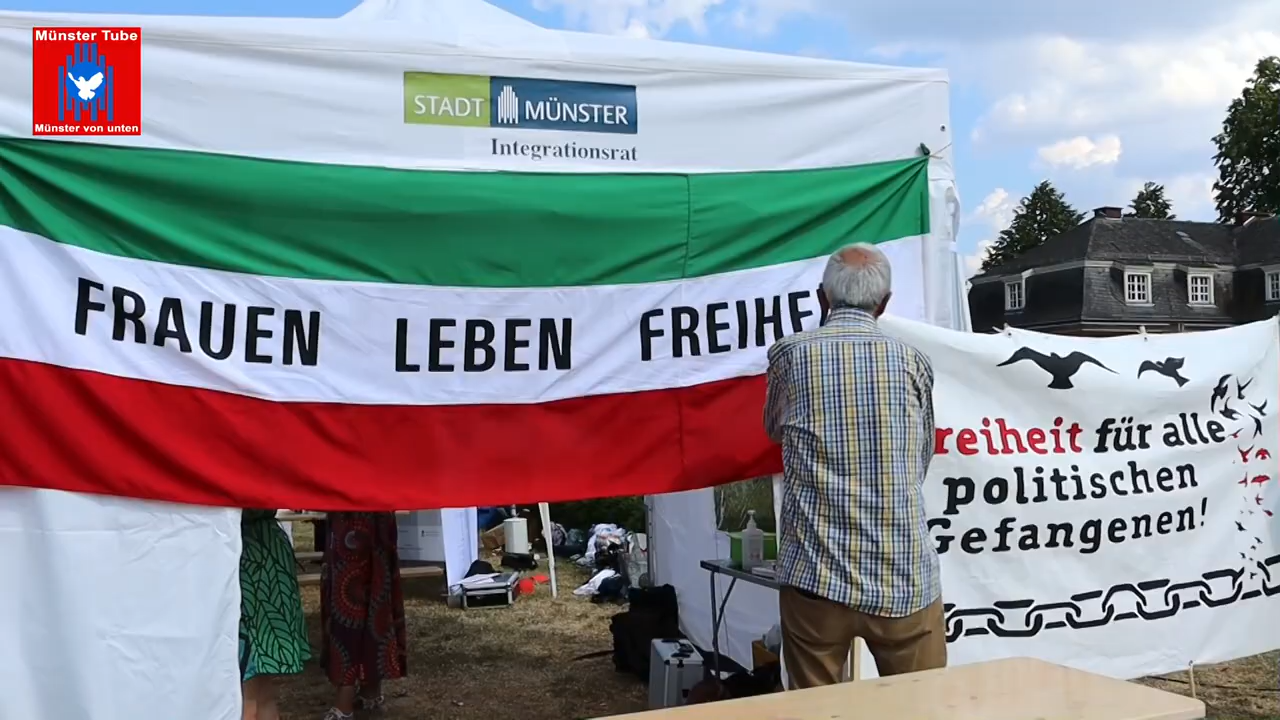 Münster Tube
Münster von unten
STADT MÜNSTER
Integrationsrat
FRAUEN LEBEN FREIHE
reiheit für alle
politischen
Gefangenen!